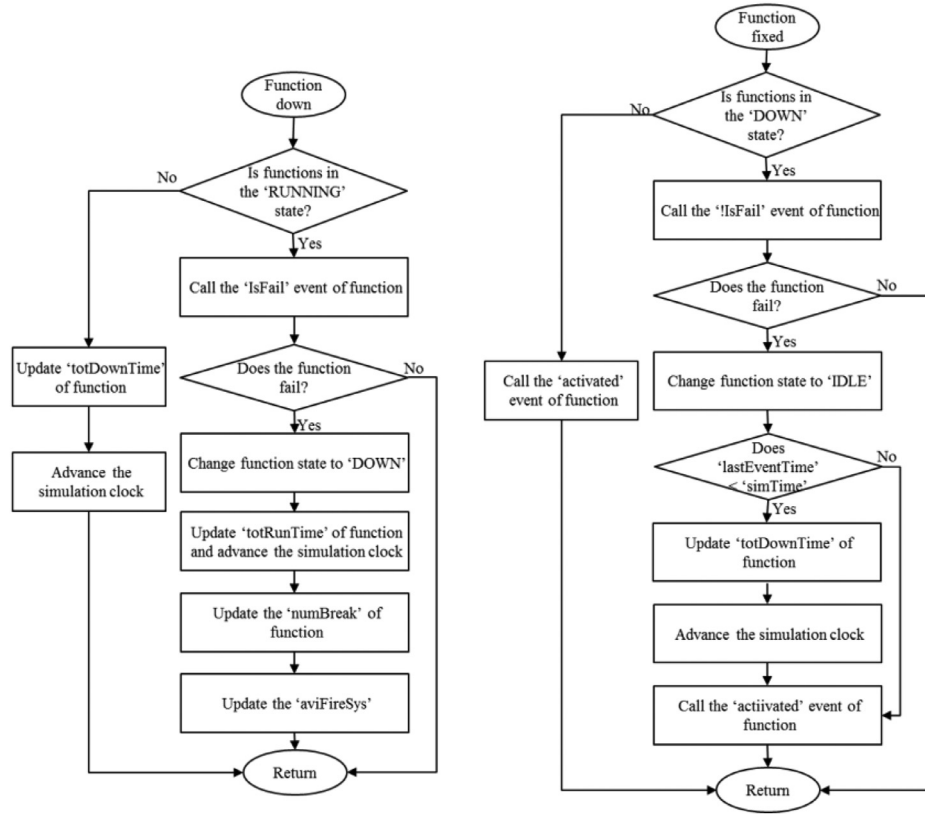 Function
down
Is functions in
the ‘RUNNING’
state?
No
Yes
Call the ‘IsFail’ event of function
Does the function
fail?
No
Yes
Update ‘totDownTime’
of function
Advance the
simulation clock
Change function state to ‘DOWN’
Update ‘totRunTime’ of function
and advance the simulation clock
Update the ‘numBreak’ of
function
Update the ‘aviFireSys’
Return
Function
fixed
Is functions in
the ‘DOWN’
state?
No
Yes
Call the ‘!IsFail’ event of function
Does the function
fail?
No
Yes
Call the ‘activated’
event of function
Change function state to ‘IDLE’
Does
‘lastEventTime’
< ‘simTime’
No
Yes
Update ‘totDownTime’ of
function
Advance the simulation clock
Call the ‘actiivated’ event of
function
Return